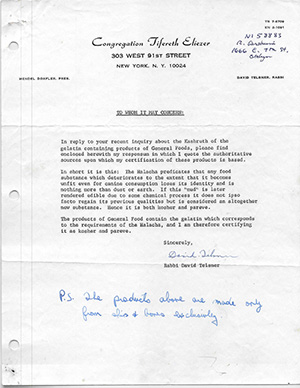 Congregation Tifereth Eliezer
303 WEST 91ST STREET
NEW YORK, N. Y. 10024
DAVID TELSNER, RABBI
TO WHOM IT MAY CONCERN:
In reply to your recent inquiry about the Kashruth of the
gelatin containing products of General Foods, please find
enclosed herewith my responsum in which I quote the authoritative
sources upon which my certification of these products is based.
In short it is this: The Halacha predicates that any food
substance which deteriorates to the extent that it becomes
unfit even for canine consumption loses its identity and is
nothing more than dust or earth. If this "mud" is later
rendered edible due to some chemical process it does not ipso
facto regain its previous qualities but is considered an altogether
new substance. Hence it is both kosher and pareve.
The products of General Food contain the gelatin which corresponds
to the requirements of the Halacha, and I am therefore certifying
it as kosher and pareve.
Sincerely,
David Telsner
Rabbi David Telsner
P.S. The products above are made only
from skins & bones exclusively.